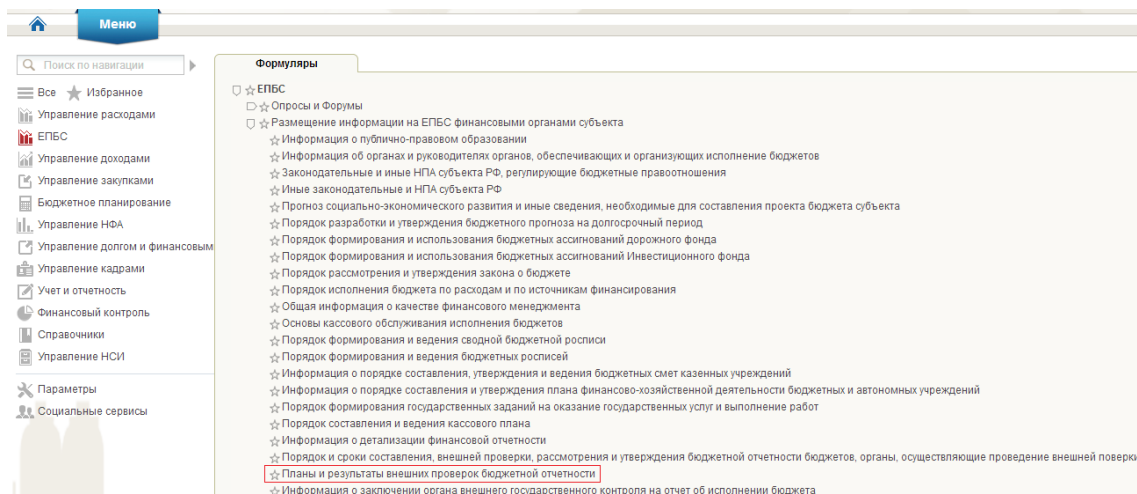 Меню
Поиск по навигации
Все Избранное
Управление расходами
ЕПБС
Управление доходами
Управление закупками
Бюджетное планирование
Управление НФА
Управление долгом и финансовым
Управление кадрами
Учет и отчетность
Финансовый контроль
Справочники
Управление НСИ
Параметры
Социальные сервисы
Формуляры
ЕПБС
Опросы и Форумы
Размещение информации на ЕПБС финансовыми органами субъекта
Информация о публично-правовом образовании
Информация об органах и руководителях органов, обеспечивающих и организующих исполнение бюджетов
Законодательные и иные НПА субъекта РФ, регулирующие бюджетные правоотношения
Иные законодательные и НПА субъекта РФ
Прогноз социально-экономического развития и иные сведения, необходимые для составления проекта бюджета субъекта
Порядок разработки и утверждения бюджетного прогноза на долгосрочный период
Порядок формирования и использования бюджетных ассигнований дорожного фонда
Порядок формирования и использования бюджетных ассигнований Инвестиционного фонда
Порядок рассмотрения и утверждения закона о бюджете
Порядок исполнения бюджета по расходам и по источникам финансирования
Общая информация о качестве финансового менеджмента
Основы кассового обслуживания исполнения бюджетов
Порядок формирования и ведения сводной бюджетной росписи
Порядок формирования и ведения бюджетных росписей
Информация о порядке составления, утверждения и ведения бюджетных смет казенных учреждений
Информация о порядке составления и утверждения плана финансово-хозяйственной деятельности бюджетных и автономных учреждений
Порядок формирования государственных заданий на оказание государственных услуг и выполнение работ
Порядок составления и ведения кассового плана
Информация о детализации финансовой отчетности
Порядок и сроки составления, внешней проверки, рассмотрения и утверждения бюджетной отчетности бюджетов, органы, осуществляющие проведение внешней поверки
Планы и результаты внешних проверок бюджетной отчетности
Информация о заключении органа внешнего государственного контроля на отчет об исполнении бюджета